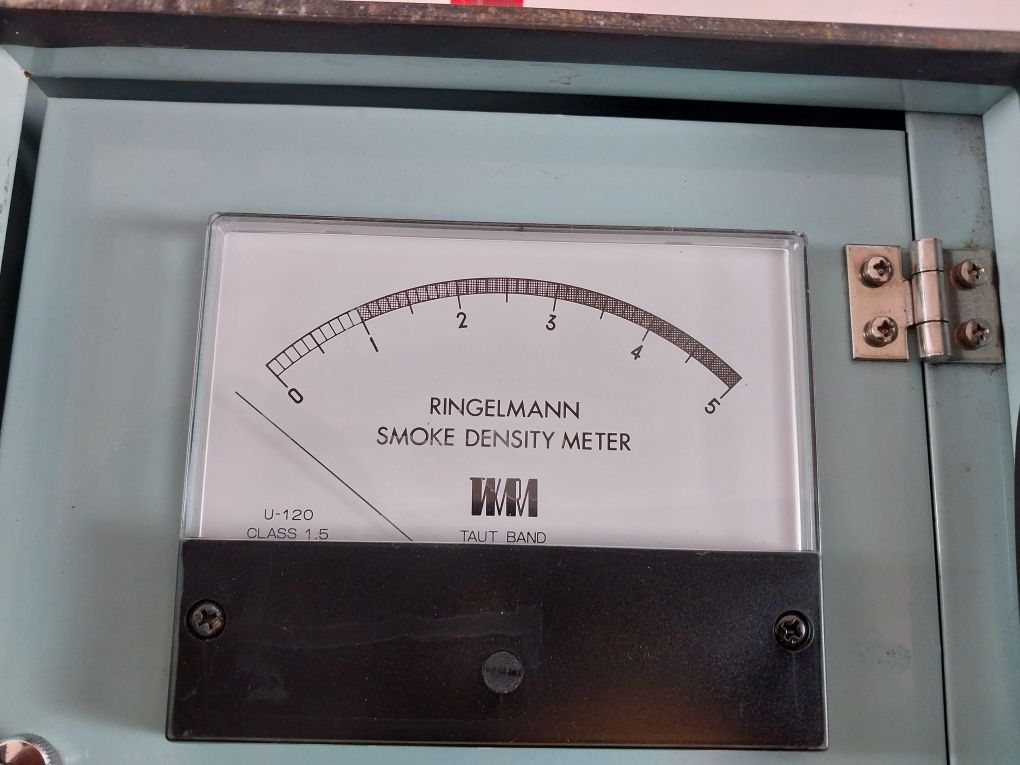 0 1 2 3 4 5
RINGELMANN
SMOKE DENSITY METER
U-120
CLASS 1.5
TAUT BAND